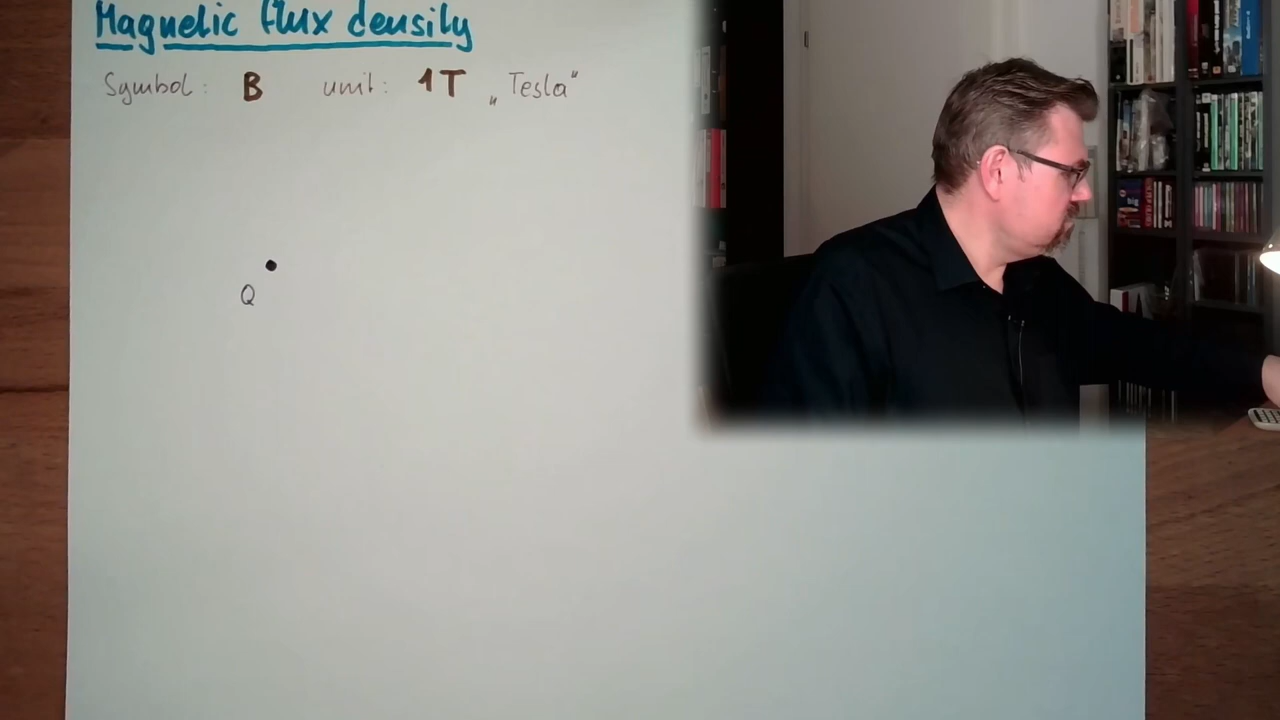 Magnetic flux density
Symbol: B unit: 1T „Tesla“
Q